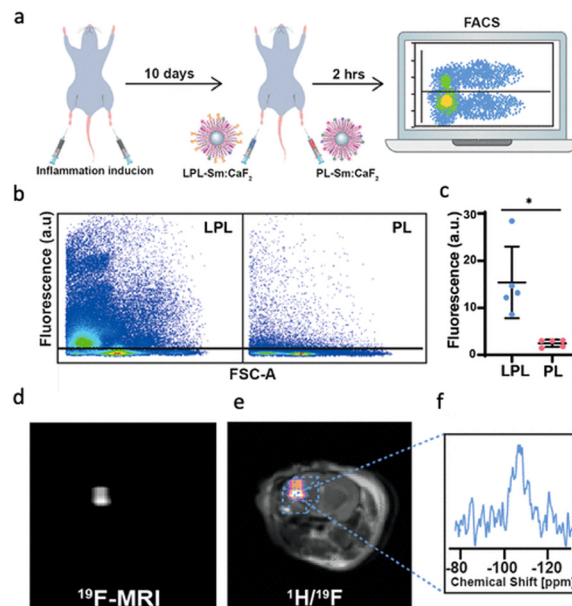 a
FACS
10 days
2 hrs
Inflammation inducion
LPL-Sm:CaF₂
PL-Sm:CaF₂
b
LPL
PL
Fluorescence (a.u)
FSC-A
c
Fluorescence (a.u.)
30
20
10
0
*
LPL
PL
d
¹⁹F-MRI
e
¹H/¹⁹F
f
-80
-100
-120
Chemical Shift [ppm]